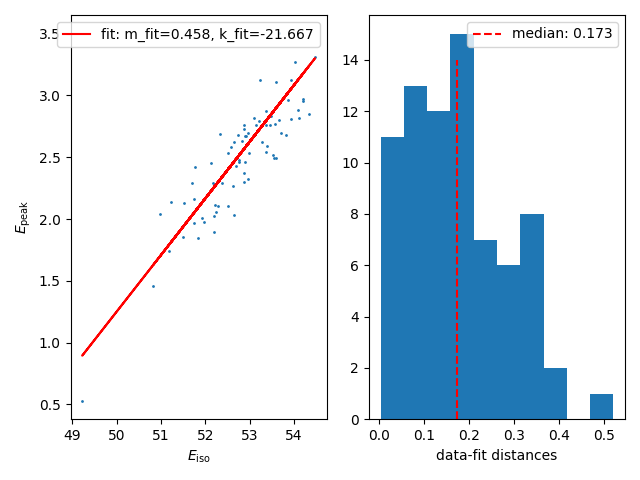 fit: m_fit=0.458, k_fit=-21.667
3.5
3.0
2.5
2.0
1.5
1.0
0.5
E_peak
49 50 51 52 53 54
E_iso
median: 0.173
14
12
10
8
6
4
2
0
0.0 0.1 0.2 0.3 0.4 0.5
data-fit distances